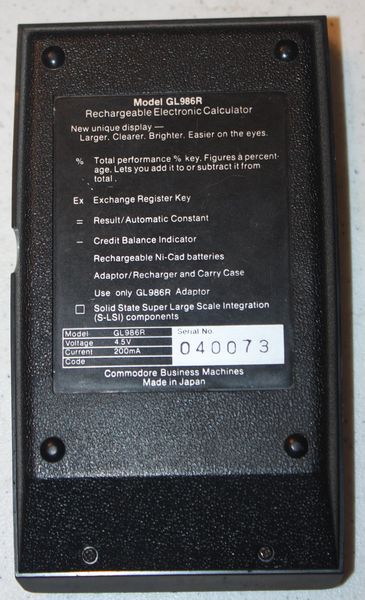 Model GL986R
Rechargeable Electronic Calculator
New unique display —
Larger. Clearer. Brighter. Easier on the eyes.
% Total performance % key. Figures a percent-
age. Lets you add it to or subtract it from
total.
Ex Exchange Register Key
= Result/Automatic Constant
– Credit Balance Indicator
Rechargeable Ni-Cad batteries
Adaptor/Recharger and Carry Case
Use only GL986R Adaptor
□ Solid State Super Large Scale Integration
(S-LSI) components
Model GL986R
Voltage 4.5V
Current 200mA
Code
Serial No.
040073
Commodore Business Machines
Made in Japan